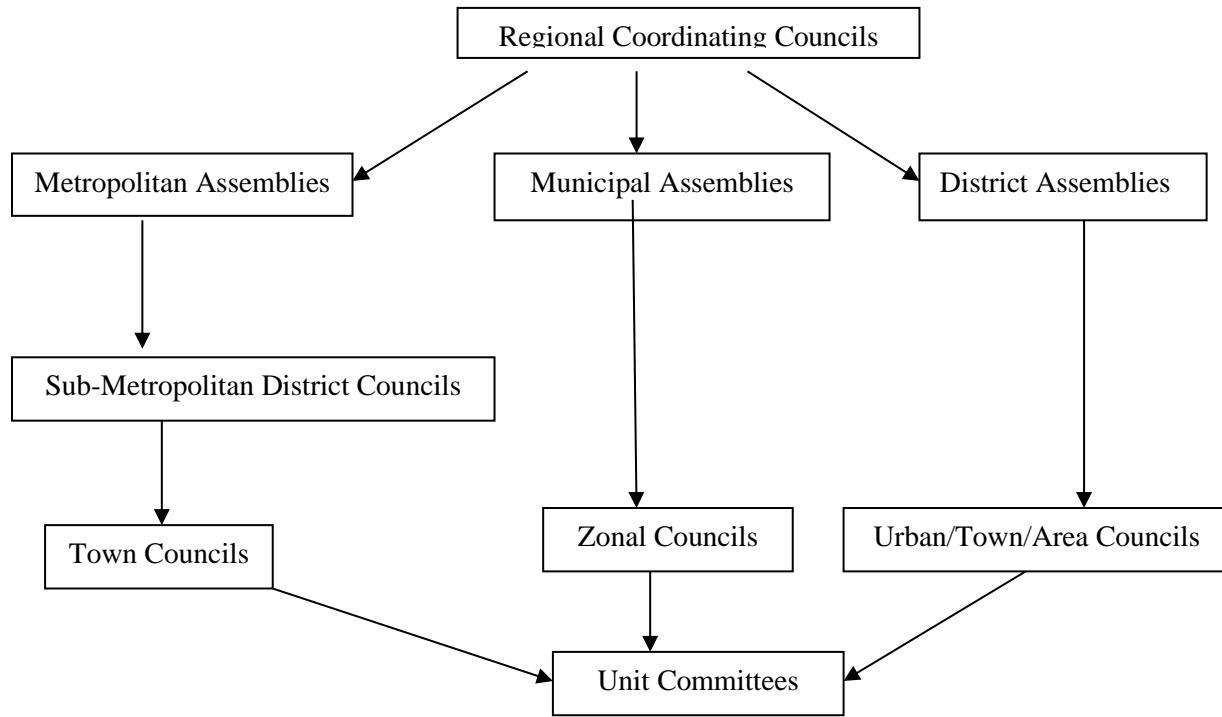 Regional Coordinating Councils
Metropolitan Assemblies
Municipal Assemblies
District Assemblies
Sub-Metropolitan District Councils
Town Councils
Zonal Councils
Urban/Town/Area Councils
Unit Committees